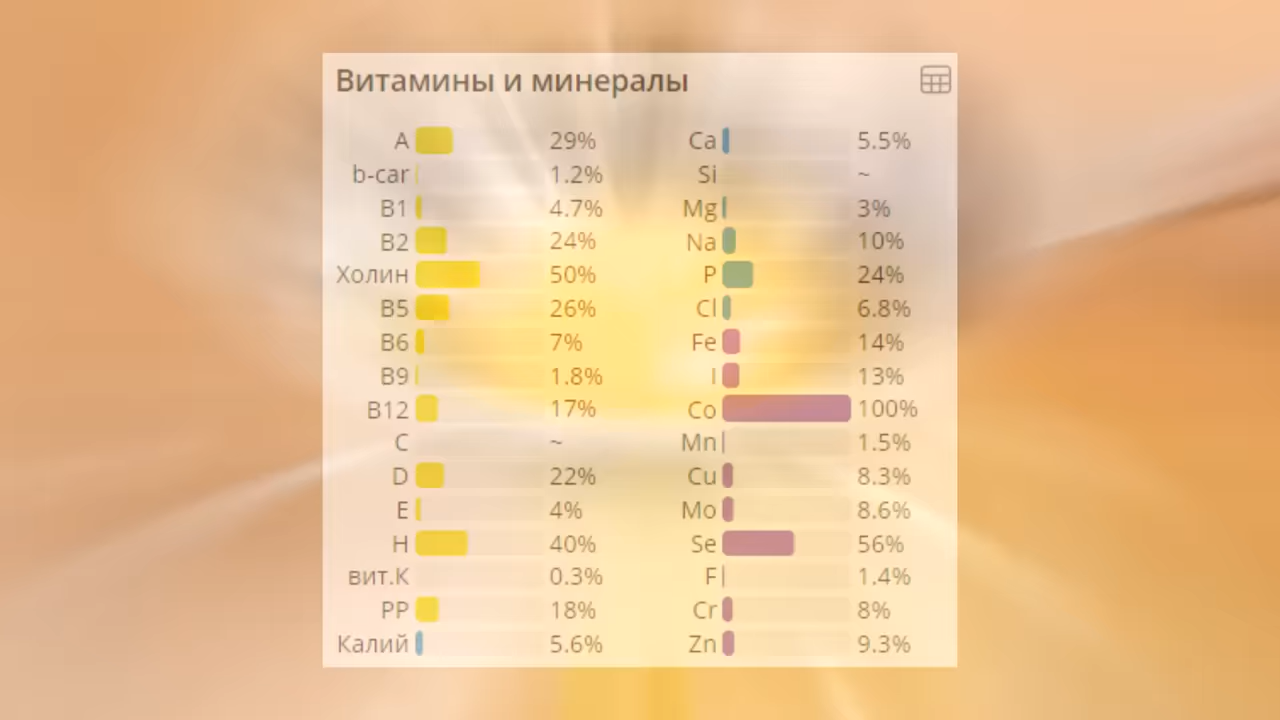 Витамины и минералы
A 29% Ca 5.5%
b-car 1.2% Si ~
B1 4.7% Mg 3%
B2 24% Na 10%
Холин 50% P 24%
B5 26% Cl 6.8%
B6 7% Fe 14%
B9 1.8% I 13%
B12 17% Co 100%
C ~ Mn 1.5%
D 22% Cu 8.3%
E 4% Mo 8.6%
H 40% Se 56%
вит.К 0.3% F 1.4%
PP 18% Cr 8%
Калий 5.6% Zn 9.3%